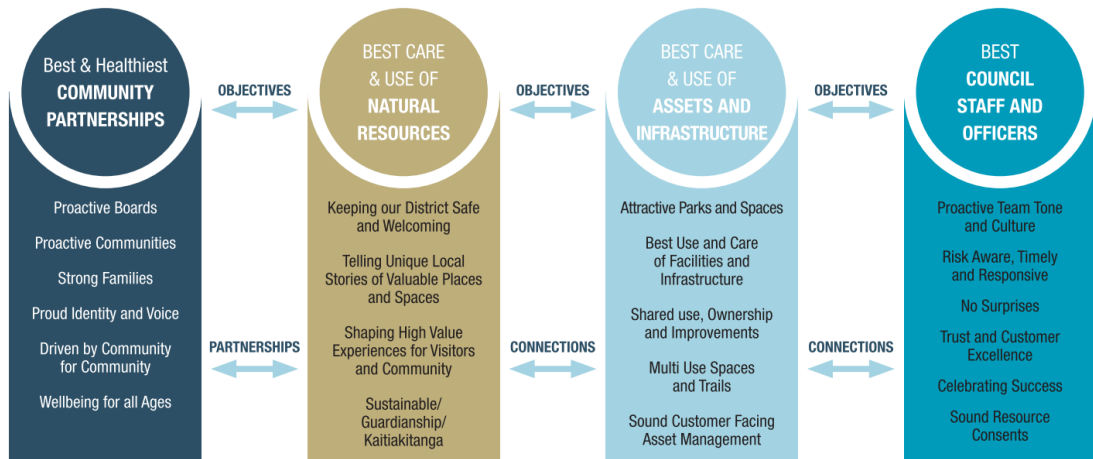 Best & Healthiest
COMMUNITY
PARTNERSHIPS
Proactive Boards
Proactive Communities
Strong Families
Proud Identity and Voice
Driven by Community
for Community
Wellbeing for all Ages
OBJECTIVES
PARTNERSHIPS
BEST CARE
& USE OF
NATURAL
RESOURCES
Keeping our District Safe
and Welcoming
Telling Unique Local
Stories of Valuable Places
and Spaces
Shaping High Value
Experiences for Visitors
and Community
Sustainable/
Guardianship/
Kaitiakitanga
OBJECTIVES
CONNECTIONS
BEST CARE
& USE OF
ASSETS AND
INFRASTRUCTURE
Attractive Parks and Spaces
Best Use and Care
of Facilities and
Infrastructure
Shared use, Ownership
and Improvements
Multi Use Spaces
and Trails
Sound Customer Facing
Asset Management
OBJECTIVES
CONNECTIONS
BEST
COUNCIL
STAFF AND
OFFICERS
Proactive Team Tone
and Culture
Risk Aware, Timely
and Responsive
No Surprises
Trust and Customer
Excellence
Celebrating Success
Sound Resource
Consents